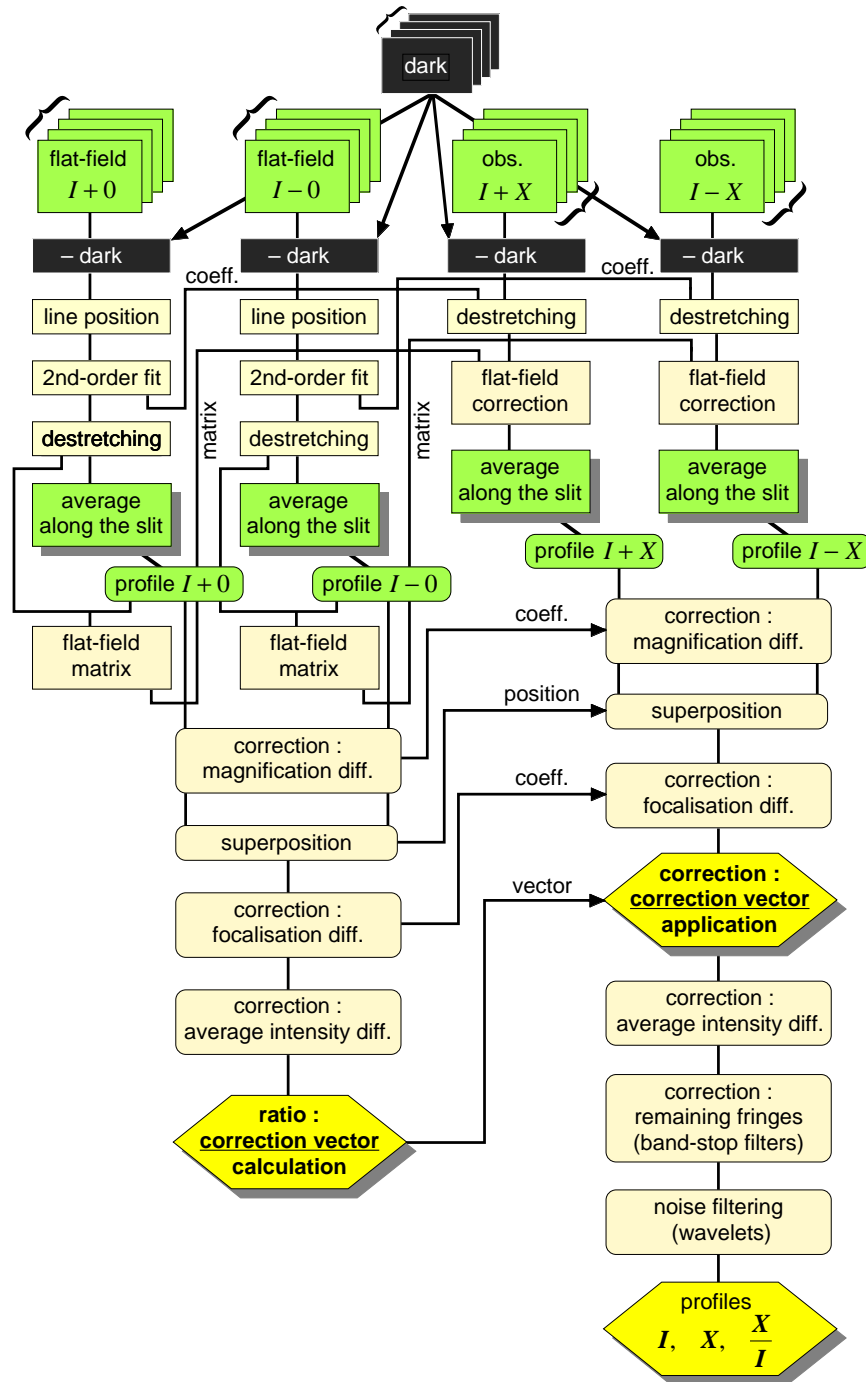 dark
flat-field
I + 0
flat-field
I − 0
obs.
I + X
obs.
I − X
– dark
– dark
– dark
– dark
coeff.
coeff.
line position
line position
destretching
destretching
2nd-order fit
2nd-order fit
flat-field
correction
flat-field
correction
matrix
matrix
destretching
destretching
average
along the slit
average
along the slit
average
along the slit
average
along the slit
profile I + X
profile I − X
profile I + 0
profile I − 0
flat-field
matrix
flat-field
matrix
coeff.
correction :
magnification diff.
position
superposition
correction :
magnification diff.
coeff.
correction :
focalisation diff.
superposition
vector
correction :
correction vector
application
correction :
focalisation diff.
correction :
average intensity diff.
correction :
average intensity diff.
ratio :
correction vector
calculation
correction :
remaining fringes
(band-stop filters)
noise filtering
(wavelets)
profiles
I, X, X
I